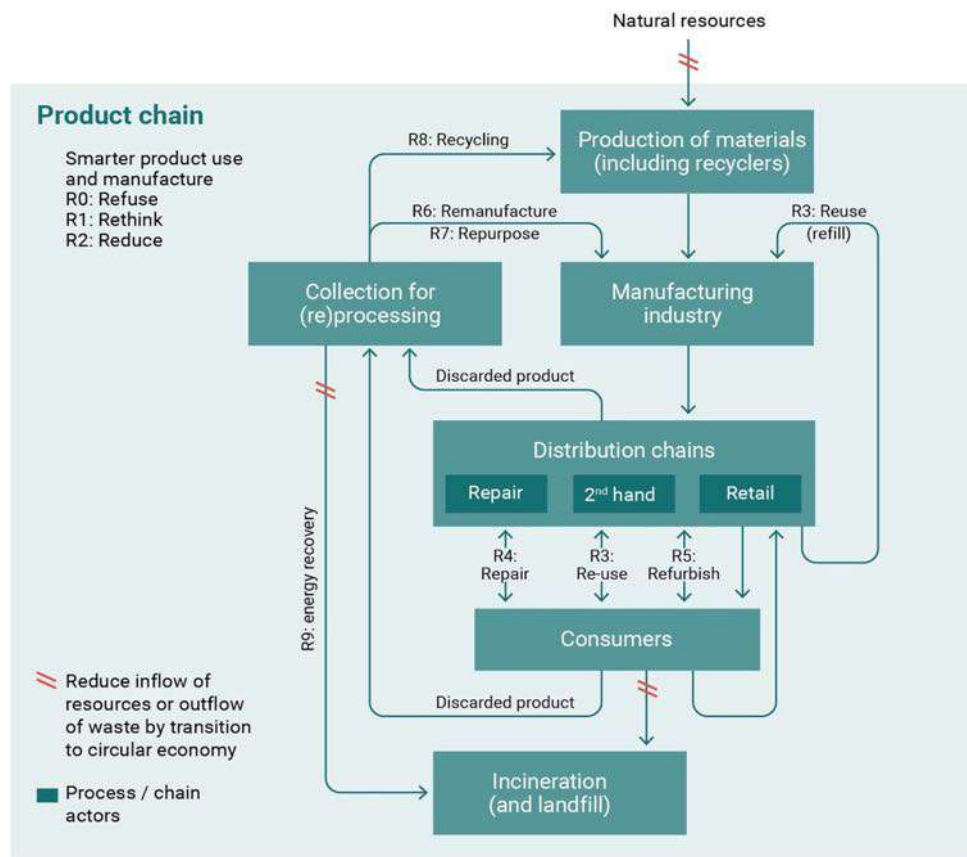 Natural resources
Product chain
Smarter product use
and manufacture
R0: Refuse
R1: Rethink
R2: Reduce
R8: Recycling
Production of materials
(including recyclers)
R6: Remanufacture
R7: Repurpose
R3: Reuse
(refill)
Collection for
(re)processing
Manufacturing
industry
Discarded product
Distribution chains
Repair
2nd hand
Retail
R4:
Repair
R3:
Re-use
R5:
Refurbish
R9: energy recovery
Consumers
Discarded product
Reduce inflow of
resources or outflow
of waste by transition
to circular economy
Incineration
(and landfill)
Process / chain
actors